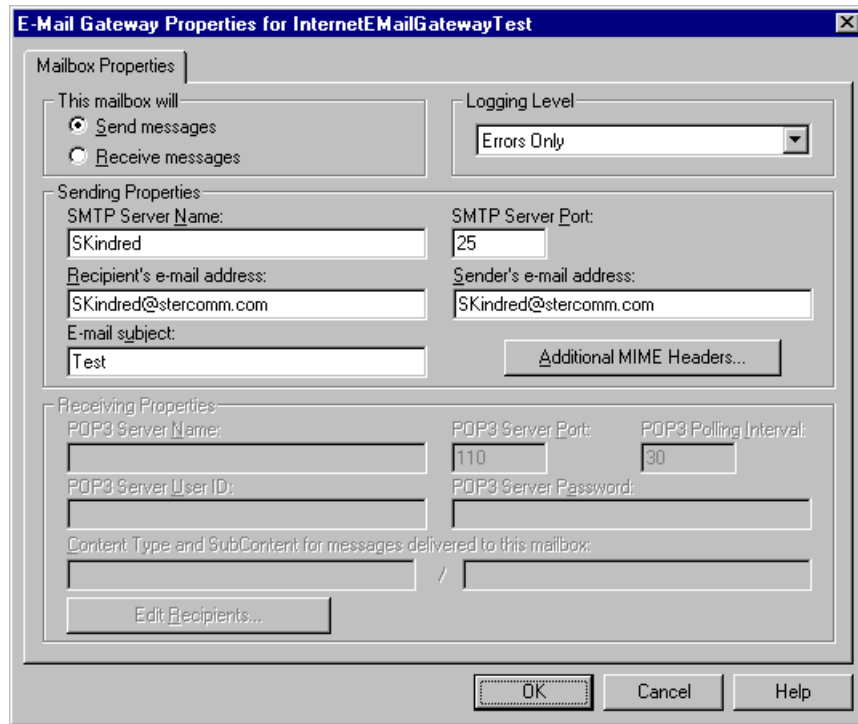 E-Mail Gateway Properties for InternetEMailGatewayTest
Mailbox Properties
This mailbox will
Send messages
Receive messages
Logging Level
Errors Only
Sending Properties
SMTP Server Name:
SMTP Server Port:
SKindred
25
Recipient's e-mail address:
Sender's e-mail address:
SKindred@stercomm.com
SKindred@stercomm.com
E-mail subject:
Test
Additional MIME Headers...
Receiving Properties
POP3 Server Name:
POP3 Server Port:
POP3 Polling Interval:
110
30
POP3 Server User ID:
POP3 Server Password:
Content Type and SubContent for messages delivered to this mailbox:
/
Edit Recipients...
OK
Cancel
Help